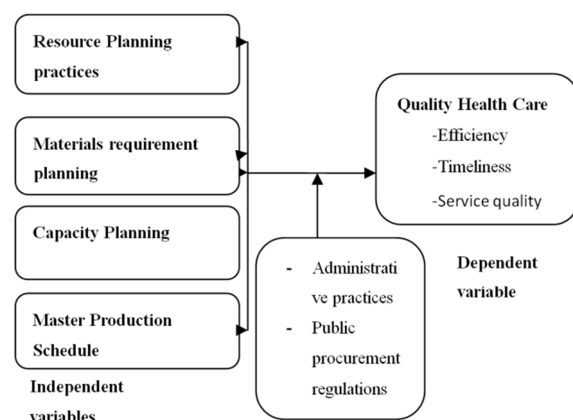 Resource Planning
practices
Materials requirement
planning
Capacity Planning
Master Production
Schedule
Independent
variables
- Administrati
ve practices
- Public
procurement
regulations
Quality Health Care
-Efficiency
-Timeliness
-Service quality
Dependent
variable